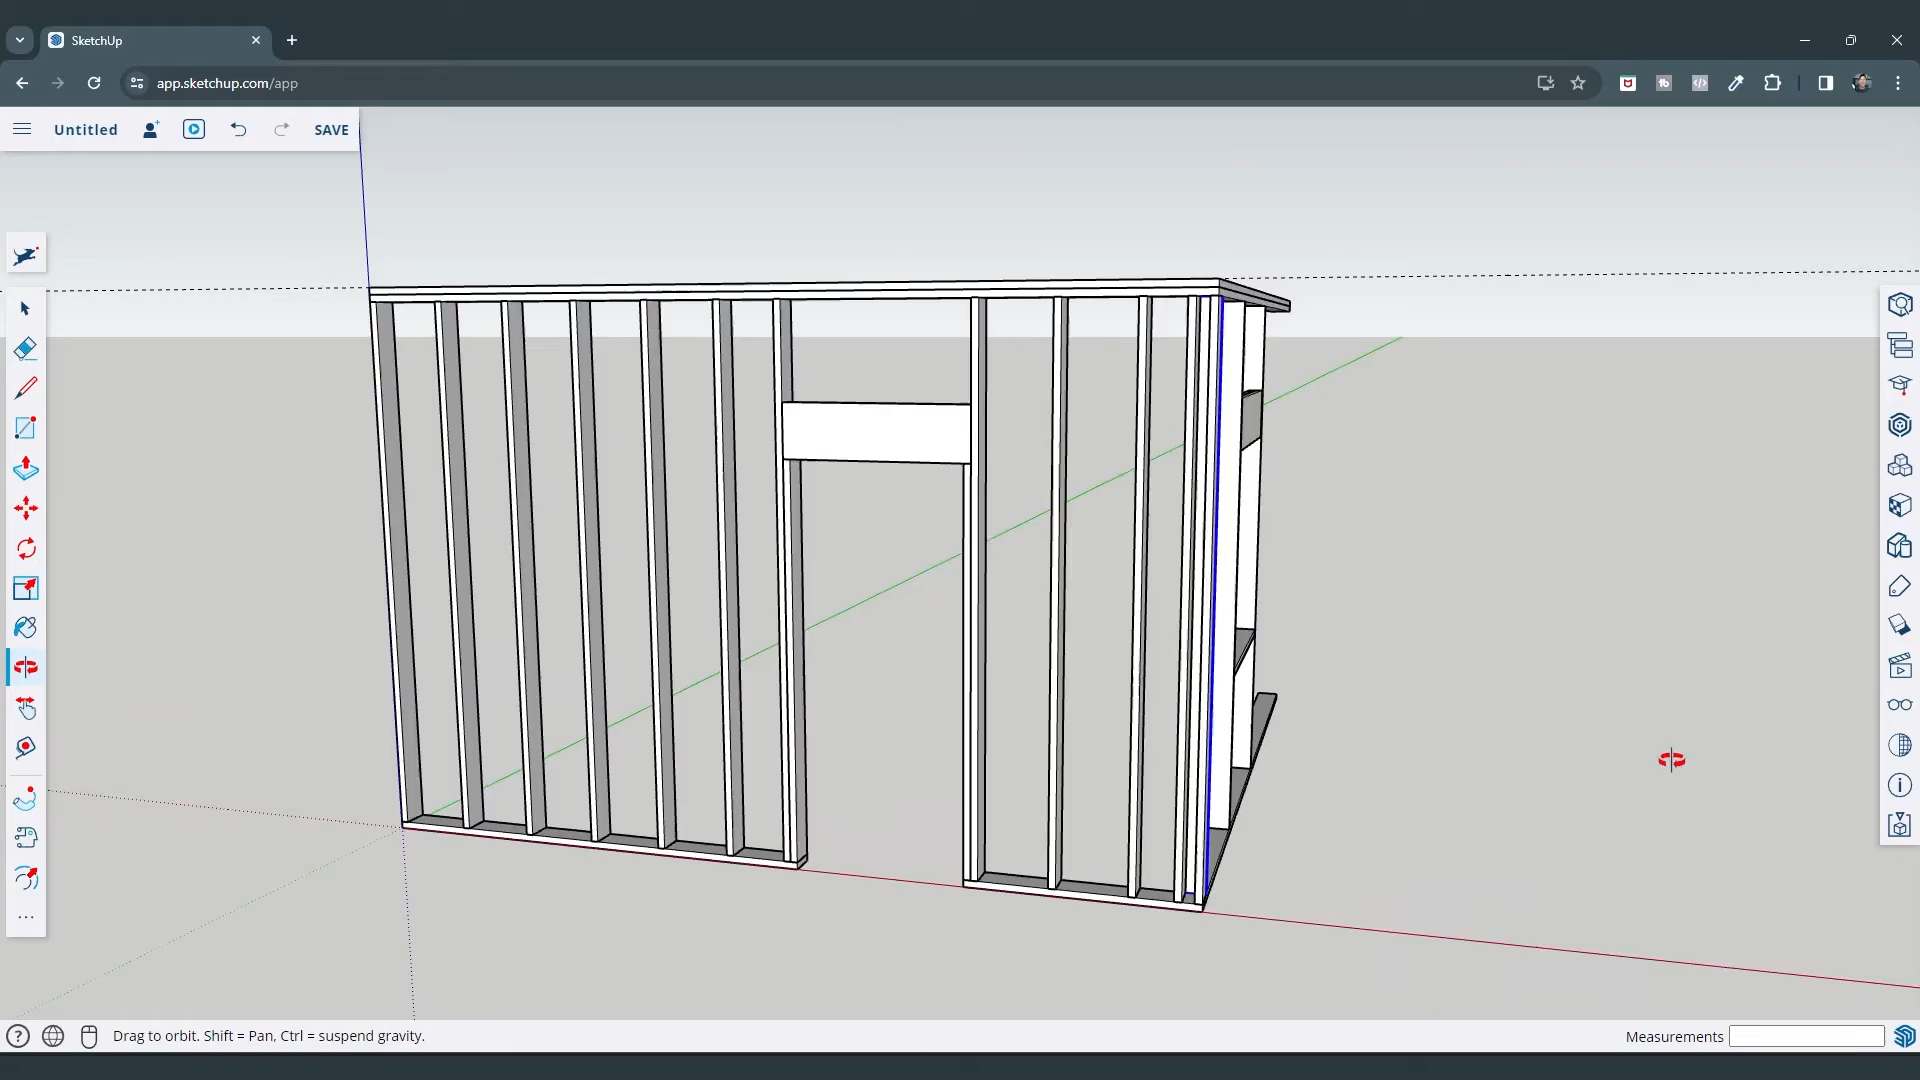 SketchUp
app.sketchup.com/app
Untitled
SAVE
Drag to orbit. Shift = Pan, Ctrl = suspend gravity.
Measurements